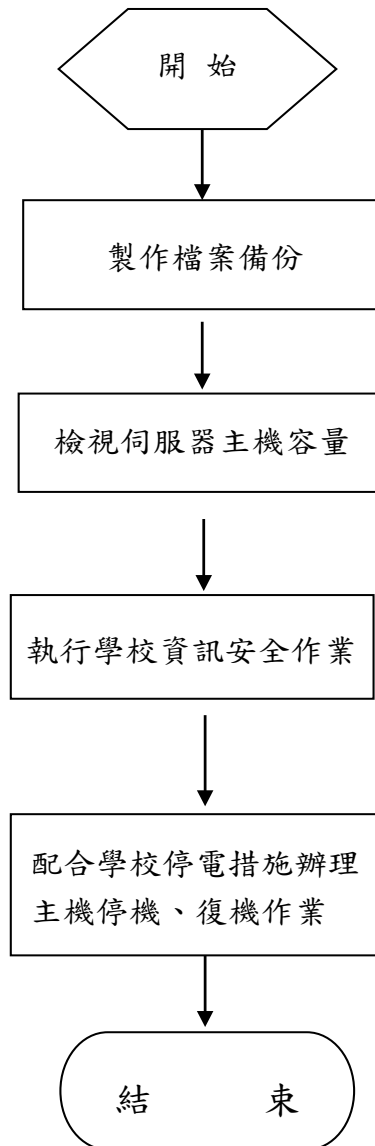 開 始
製作檔案備份
檢視伺服器主機容量
執行學校資訊安全作業
配合學校停電措施辦理
主機停機、復機作業
結 束